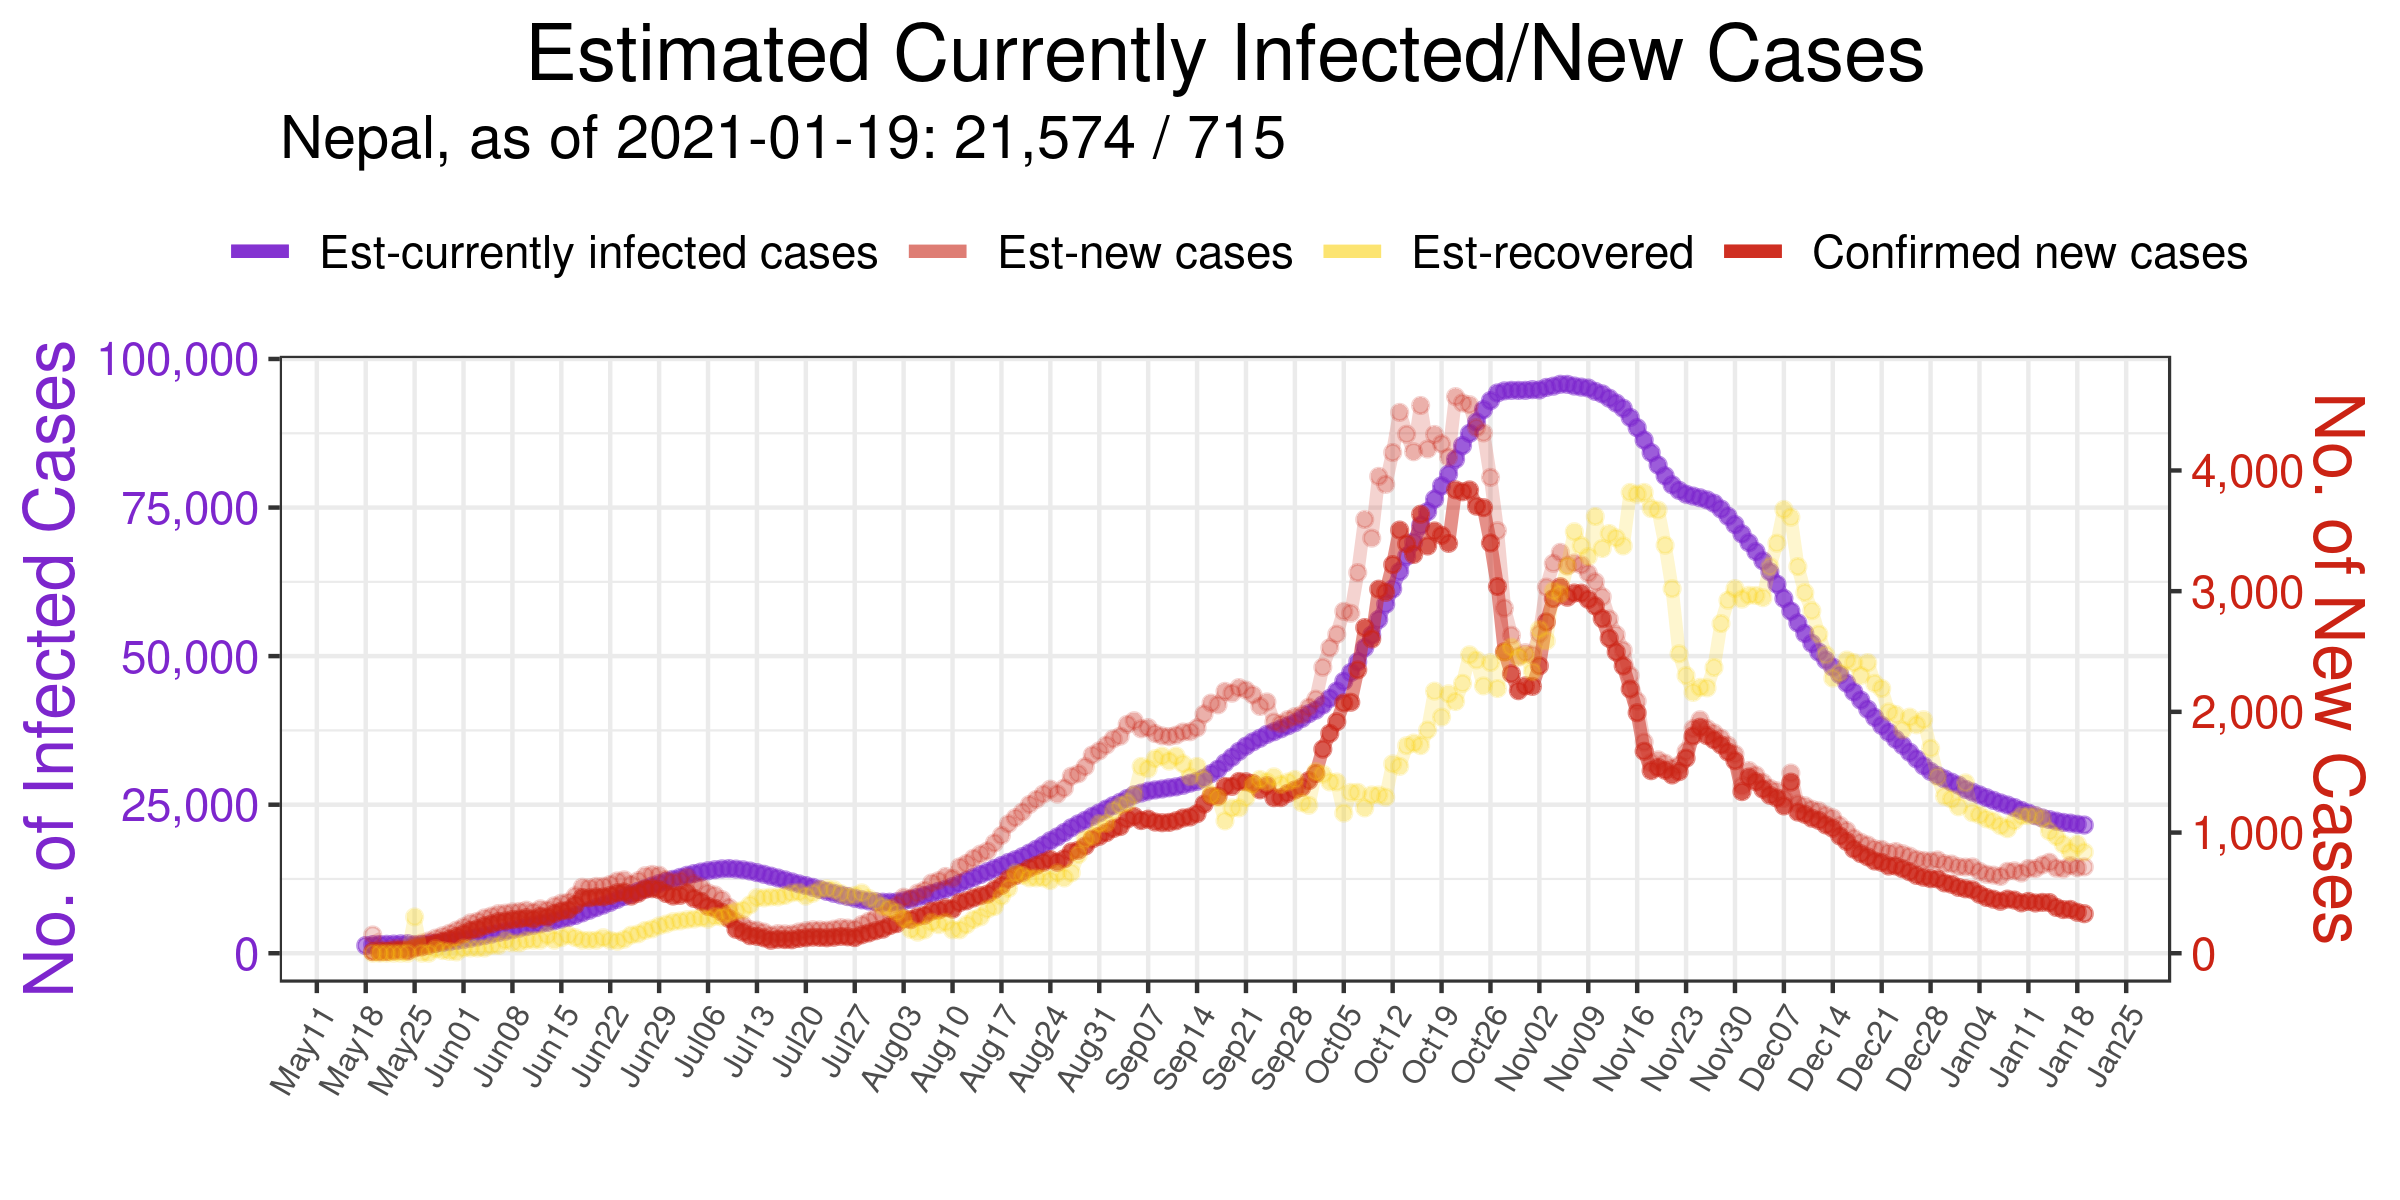 Estimated Currently Infected/New Cases
Nepal, as of 2021-01-19: 21,574 / 715
Est-currently infected cases Est-new cases Est-recovered Confirmed new cases
No. of Infected Cases
100,000
75,000
50,000
25,000
0
4,000
3,000
2,000
1,000
0
No. of New Cases
May11 May18 May25 Jun01 Jun08 Jun15 Jun22 Jun29 Jul06 Jul13 Jul20 Jul27 Aug03 Aug10 Aug17 Aug24 Aug31 Sep07 Sep14 Sep21 Sep28 Oct05 Oct12 Oct19 Oct26 Nov02 Nov09 Nov16 Nov23 Nov30 Dec07 Dec14 Dec21 Dec28 Jan04 Jan11 Jan18 Jan25